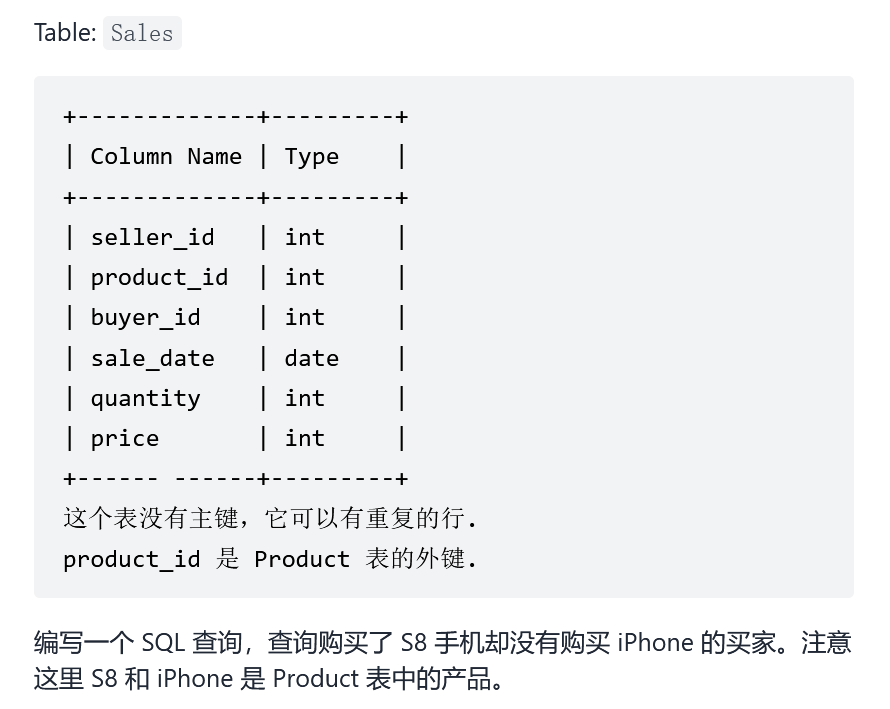 Table: Sales
+-------------+---------+
| Column Name | Type    |
+-------------+---------+
| seller_id   | int     |
| product_id  | int     |
| buyer_id    | int     |
| sale_date   | date    |
| quantity    | int     |
| price       | int     |
+------ ------+---------+
这个表没有主键，它可以有重复的行.
product_id 是 Product 表的外键.
编写一个 SQL 查询，查询购买了 S8 手机却没有购买 iPhone 的买家。注意
这里 S8 和 iPhone 是 Product 表中的产品。